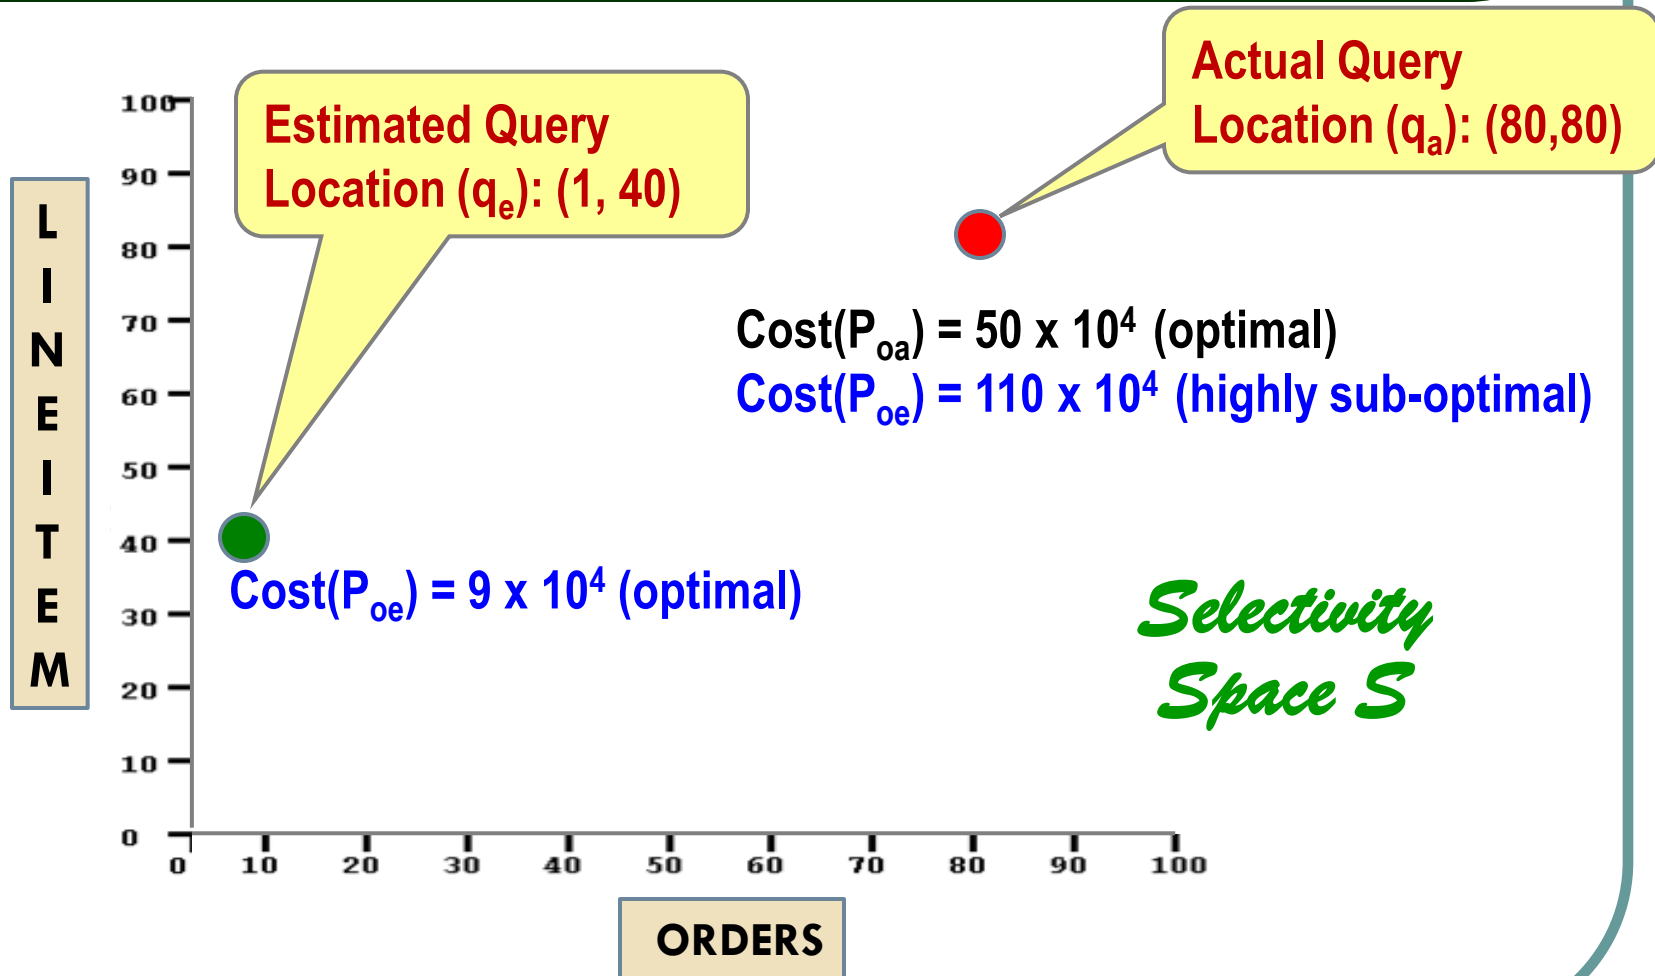 Estimated Query
Location (qe): (1, 40)
Actual Query
Location (qa): (80,80)
LINEITEM
100
90
80
70
60
50
40
30
20
10
0
Cost(Poa) = 50 x 10⁴ (optimal)
Cost(Poe) = 110 x 10⁴ (highly sub-optimal)
Cost(Poe) = 9 x 10⁴ (optimal)
Selectivity
Space S
0 10 20 30 40 50 60 70 80 90 100
ORDERS